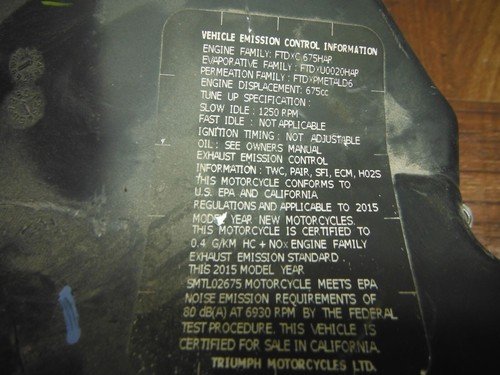 VEHICLE EMISSION CONTROL INFORMATION
ENGINE FAMILY: FTDXC.675HAP
EVAPORATIVE FAMILY: FTDXU0020HAP
PERMEATION FAMILY : FTDXPMETALD6
ENGINE DISPLACEMENT: 675cc
TUNE UP SPECIFICATION :
SLOW IDLE : 1250 RPM
FAST IDLE : NOT APPLICABLE
IGNITION TIMING : NOT ADJUSTABLE
OIL : SEE OWNERS MANUAL
EXHAUST EMISSION CONTROL
INFORMATION : TWC, PAIR, SFI, ECM, HO2S
THIS MOTORCYCLE CONFORMS TO
U.S. EPA AND CALIFORNIA
REGULATIONS AND APPLICABLE TO 2015
MODEL YEAR NEW MOTORCYCLES.
THIS MOTORCYCLE IS CERTIFIED TO
0.4 G/KM HC + NOx ENGINE FAMILY
EXHAUST EMISSION STANDARD .
THIS 2015 MODEL YEAR
SMTL02675 MOTORCYCLE MEETS EPA
NOISE EMISSION REQUIREMENTS OF
80 dB(A) AT 6930 RPM BY THE FEDERAL
TEST PROCEDURE. THIS VEHICLE IS
CERTIFIED FOR SALE IN CALIFORNIA.
TRIUMPH MOTORCYCLES LTD.